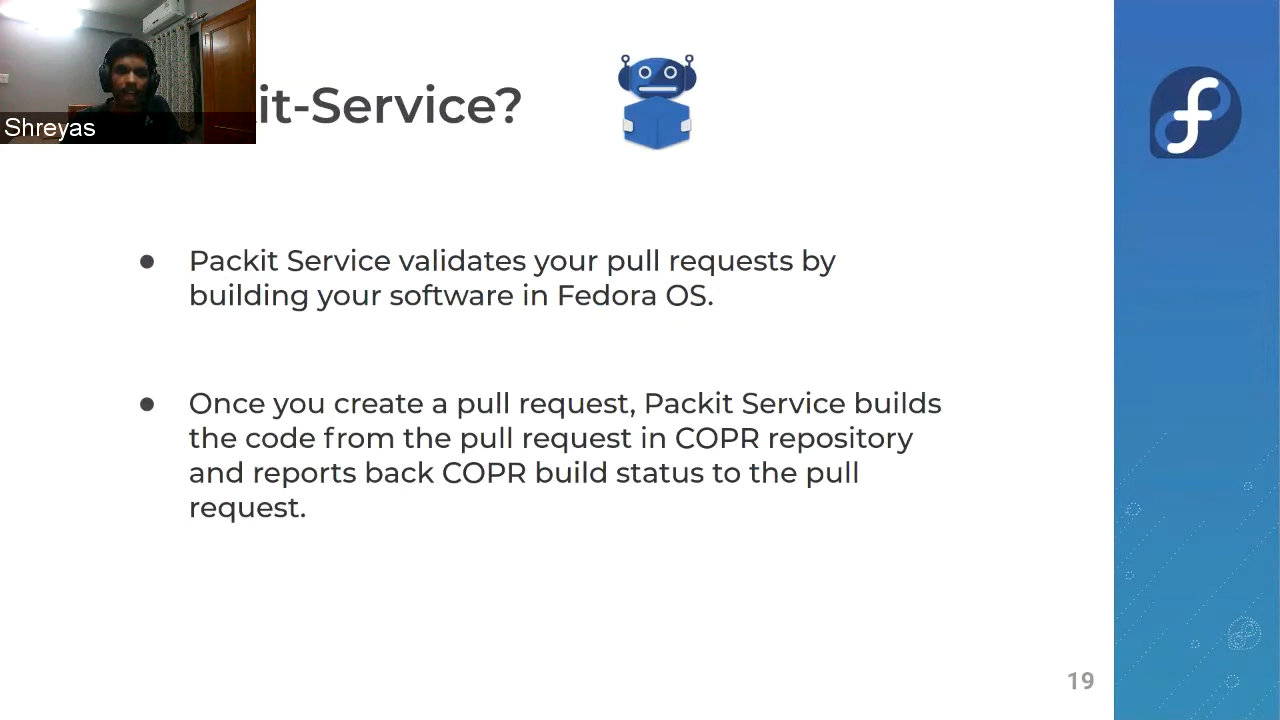 Shreyas
it-Service?
Packit Service validates your pull requests by
building your software in Fedora OS.
Once you create a pull request, Packit Service builds
the code from the pull request in COPR repository
and reports back COPR build status to the pull
request.
19